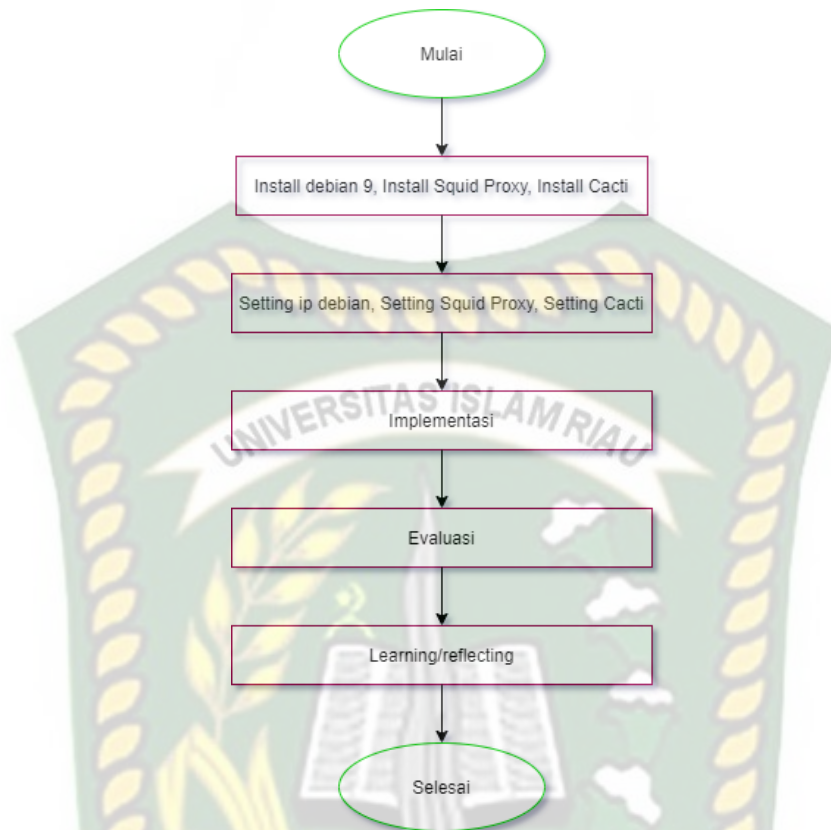 Mulai
Install debian 9, Install Squid Proxy, Install Cacti
Setting ip debian, Setting Squid Proxy, Setting Cacti
UNIVERSITAS ISLAM RIAU
Implementasi
Evaluasi
Learning/reflecting
Selesai